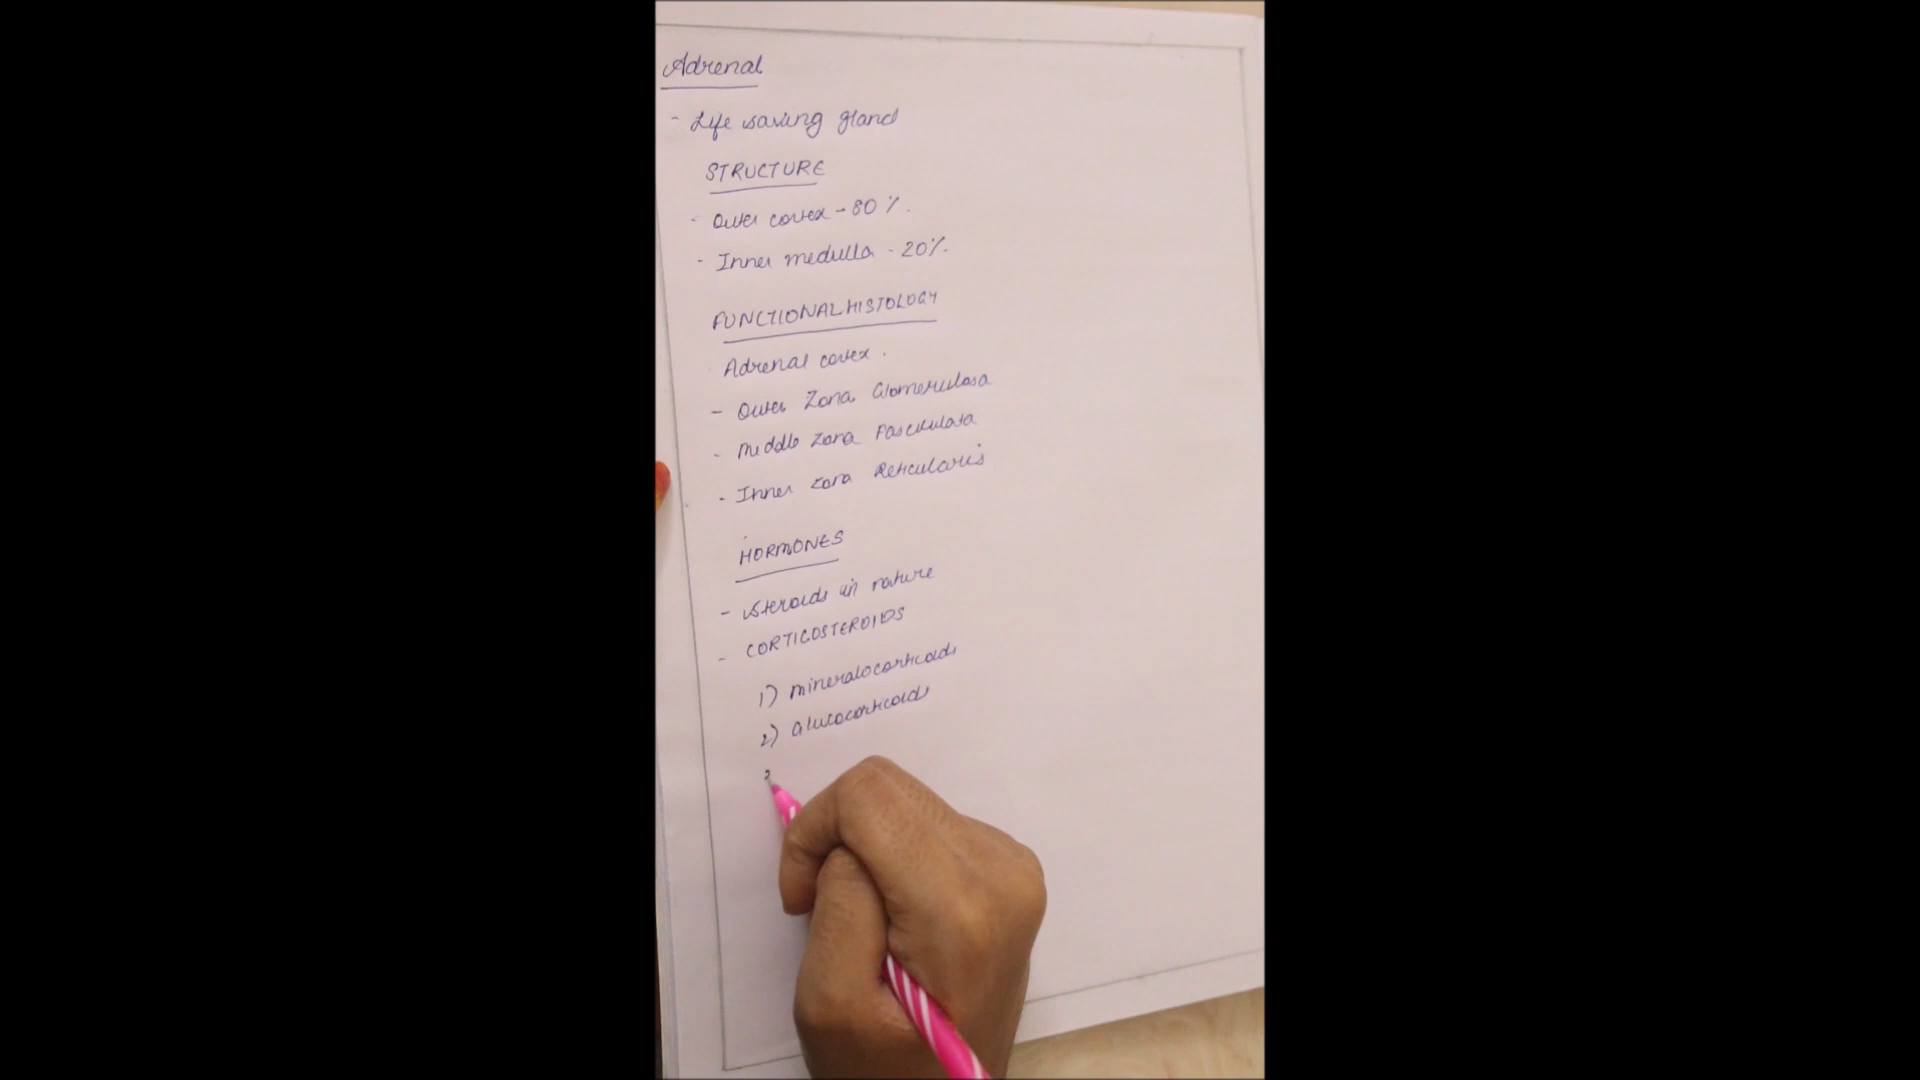 Adrenal
- Life saving gland
STRUCTURE
- Outer cortex - 80 %.
- Inner medulla - 20%.
FUNCTIONAL HISTOLOGY
Adrenal cortex.
- Outer Zona Glomerulosa
- Middle Zona Fasciculata
- Inner Zona Reticularis
HORMONES
- Steroids in nature
- CORTICOSTEROIDS
1) mineralocorticoids
2) Glucocorticoids